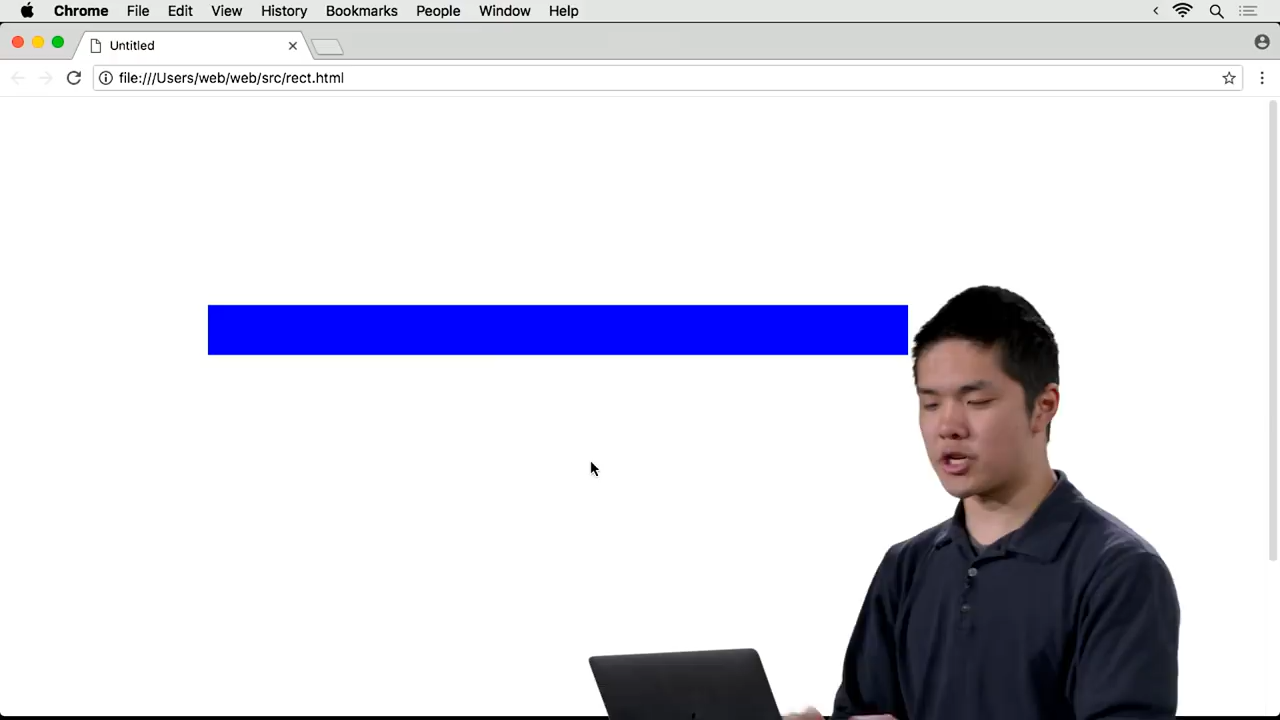 Chrome File Edit View History Bookmarks People Window Help
Untitled
file:///Users/web/web/src/rect.html